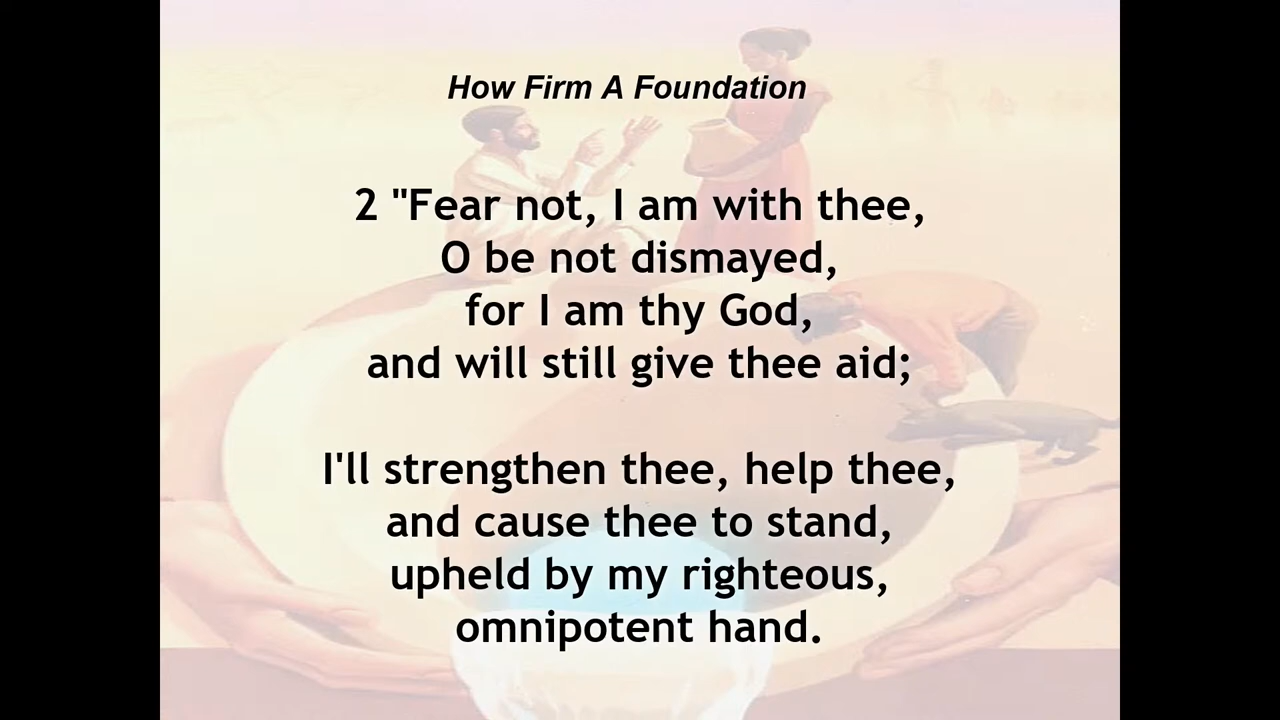 How Firm A Foundation
2 "Fear not, I am with thee,
O be not dismayed,
for I am thy God,
and will still give thee aid;
I'll strengthen thee, help thee,
and cause thee to stand,
upheld by my righteous,
omnipotent hand.